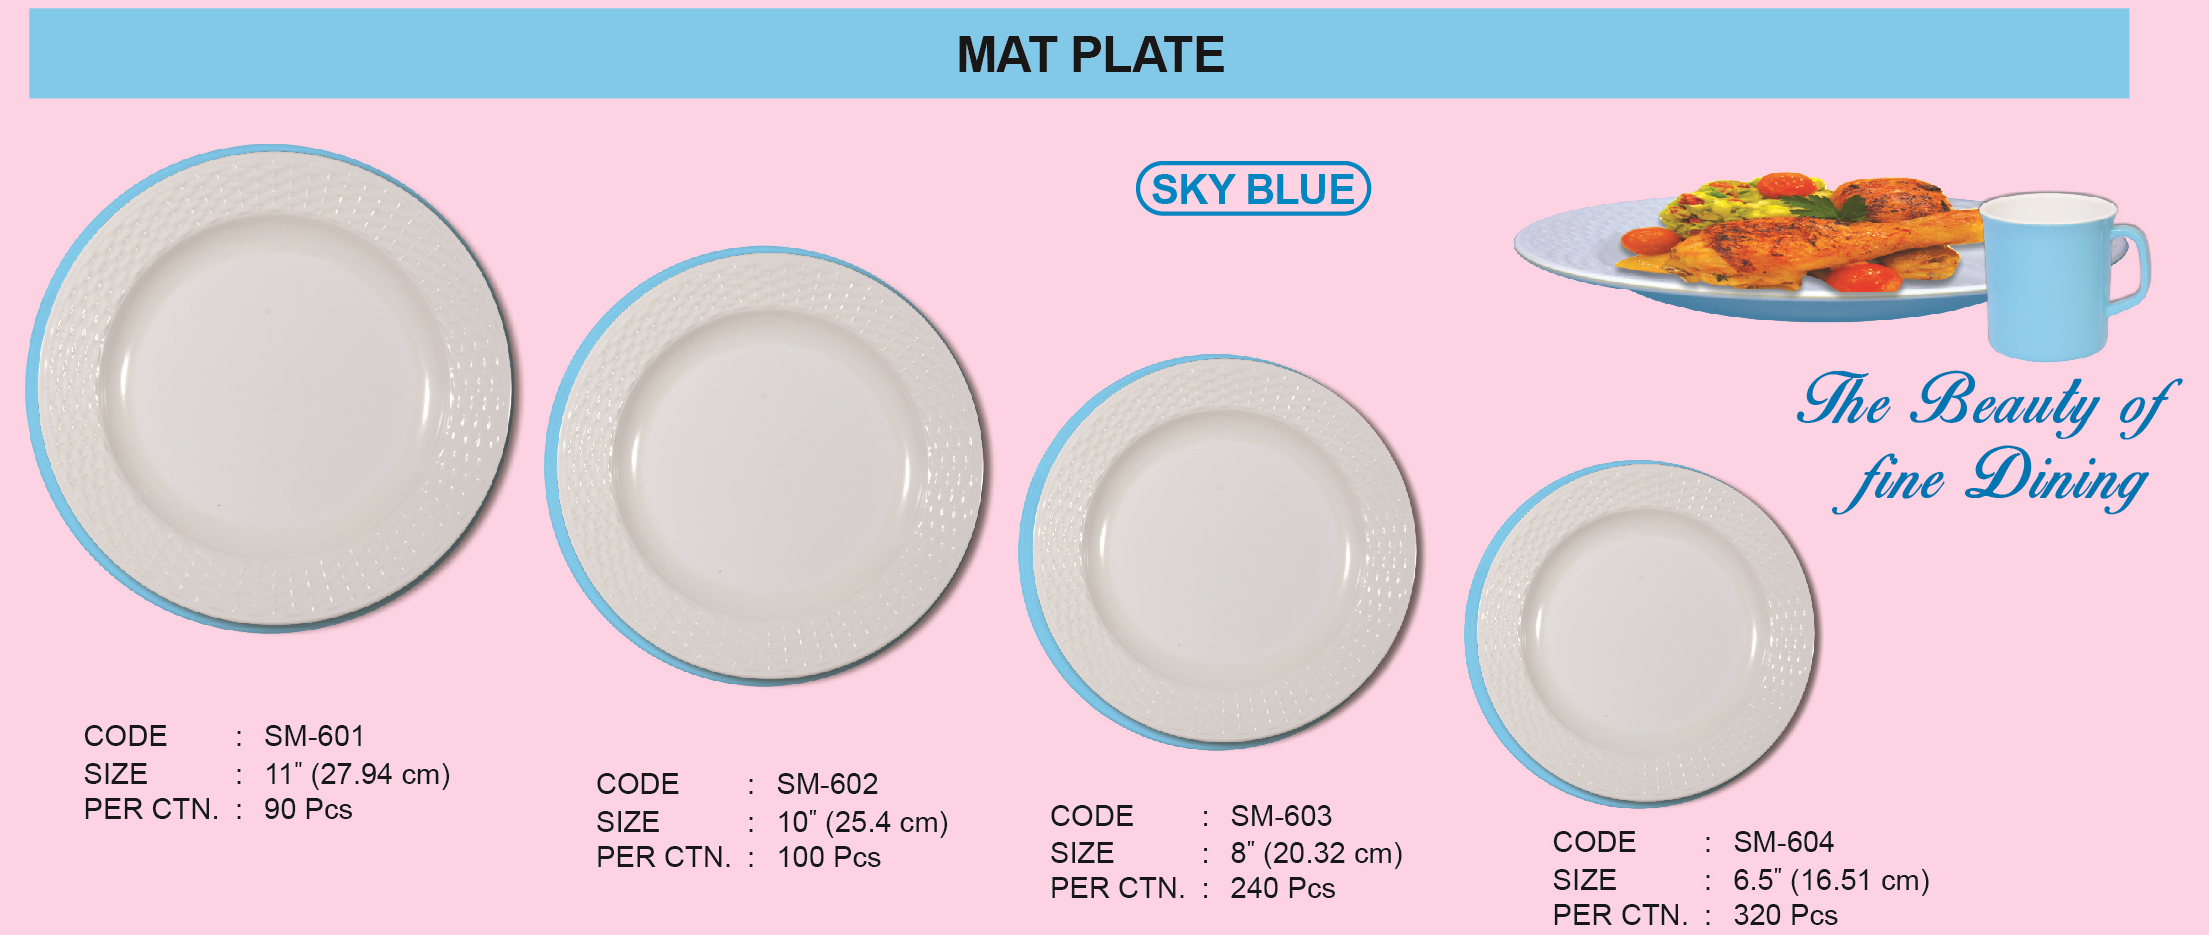 MAT PLATE
SKY BLUE
The Beauty of
fine Dining
CODE : SM-601
SIZE : 11" (27.94 cm)
PER CTN. : 90 Pcs
CODE : SM-602
SIZE : 10" (25.4 cm)
PER CTN. : 100 Pcs
CODE : SM-603
SIZE : 8" (20.32 cm)
PER CTN. : 240 Pcs
CODE : SM-604
SIZE : 6.5" (16.51 cm)
PER CTN. : 320 Pcs